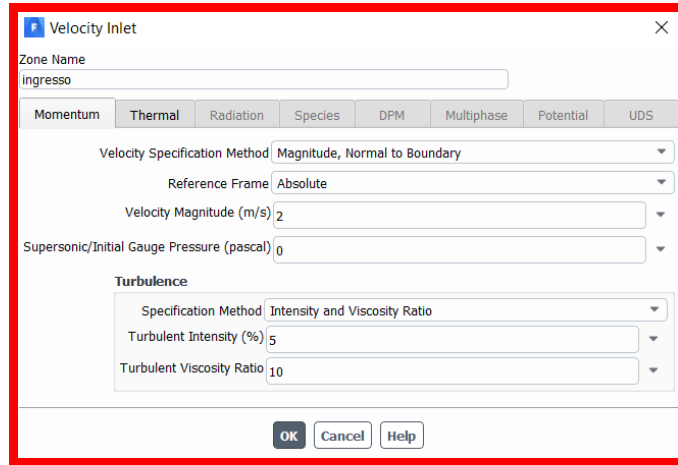 F Velocity Inlet
Zone Name
ingresso
Momentum Thermal Radiation Species DPM Multiphase Potential UDS
Velocity Specification Method Magnitude, Normal to Boundary
Reference Frame Absolute
Velocity Magnitude (m/s) 2
Supersonic/Initial Gauge Pressure (pascal) 0
Turbulence
Specification Method Intensity and Viscosity Ratio
Turbulent Intensity (%) 5
Turbulent Viscosity Ratio 10
OK Cancel Help